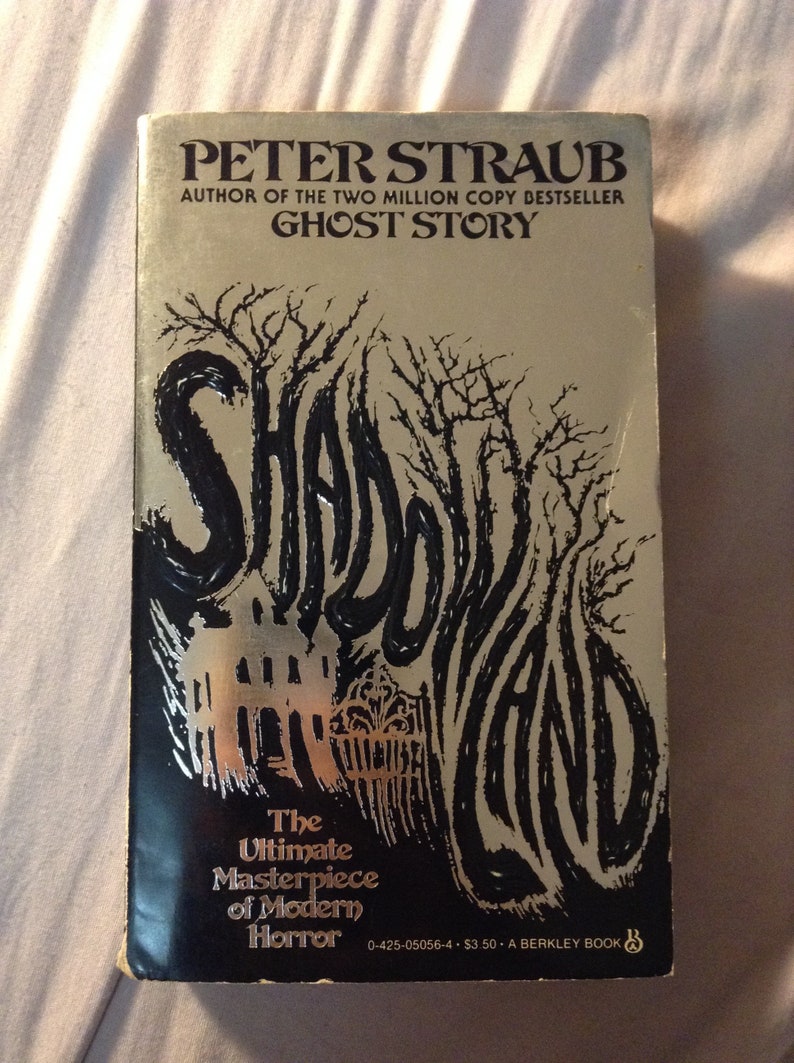 PETER STRAUB
AUTHOR OF THE TWO MILLION COPY BESTSELLER
GHOST STORY
SHADOWLAND
The
Ultimate
Masterpiece
of Modern
Horror
0-425-05056-4 • $3.50 • A BERKLEY BOOK